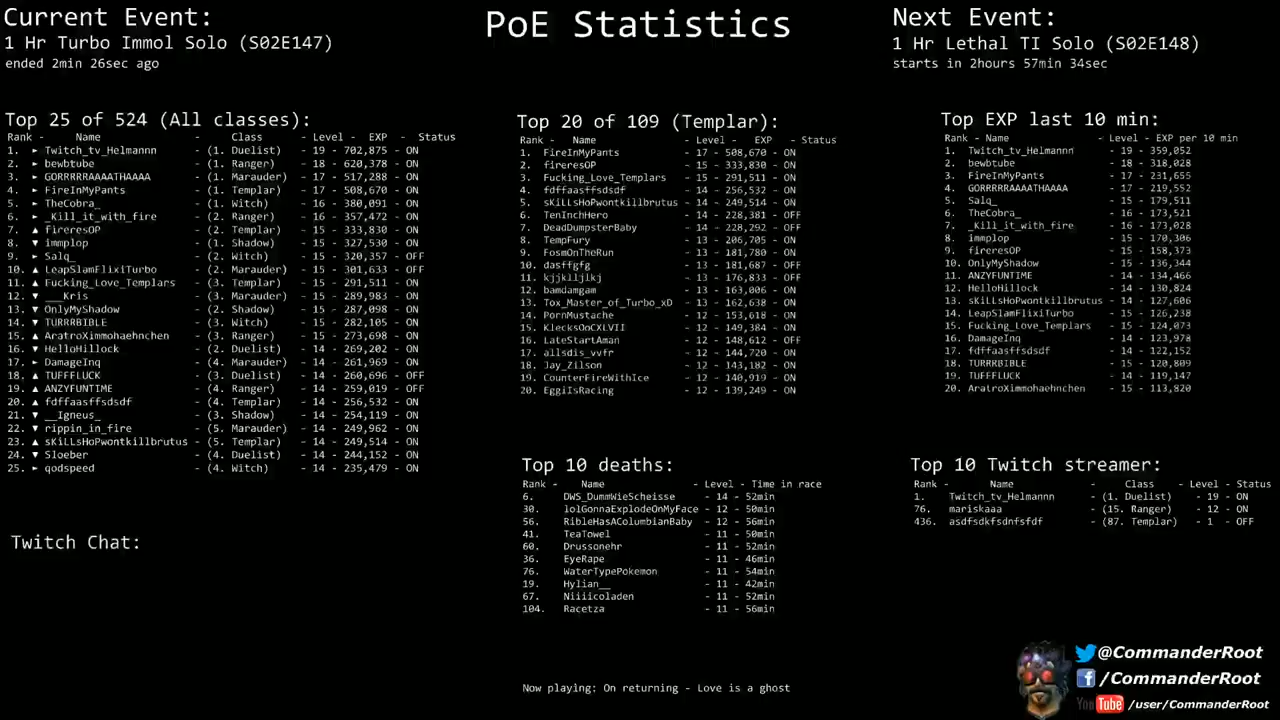 Current Event:
1 Hr Turbo Immol Solo (S02E147)
ended 2min 26sec ago
PoE Statistics
Next Event:
1 Hr Lethal TI Solo (S02E148)
starts in 2hours 57min 34sec
Top 25 of 524 (All classes):
Rank - Name - Class - Level - EXP - Status
1. ► Twitch_tv_Helmannn - (1. Duelist) - 19 - 702,875 - ON
2. ► bewbtube - (1. Ranger) - 18 - 620,378 - ON
3. ► GORRRRRAAAATHAAAA - (1. Marauder) - 17 - 517,288 - ON
4. ► FireInMyPants - (1. Templar) - 17 - 508,670 - ON
5. ► TheCobra_ - (1. Witch) - 16 - 380,091 - ON
6. ► _Kill_it_with_fire - (2. Ranger) - 16 - 357,472 - ON
7. ▲ fireresOP - (2. Templar) - 15 - 333,830 - ON
8. ▼ immplop - (1. Shadow) - 15 - 327,530 - ON
9. ► Salq_ - (2. Witch) - 15 - 320,357 - OFF
10. ▲ LeapSlamFlixiTurbo - (2. Marauder) - 15 - 301,633 - OFF
11. ▲ Fucking_Love_Templars - (3. Templar) - 15 - 291,511 - ON
12. ▼ ___Kris - (3. Marauder) - 15 - 289,983 - ON
13. ▼ OnlyMyShadow - (2. Shadow) - 15 - 287,098 - ON
14. ▼ TURRRBIBLE - (3. Witch) - 15 - 282,105 - ON
15. ▲ AratroXimmohaehnchen - (3. Ranger) - 15 - 273,698 - ON
16. ▼ HelloHillock - (2. Duelist) - 14 - 269,202 - ON
17. ▼ DamageInq - (4. Marauder) - 14 - 261,969 - ON
18. ▲ TUFFFLUCK - (3. Duelist) - 14 - 260,696 - OFF
19. ▲ ANZYFUNTIME - (4. Ranger) - 14 - 259,019 - OFF
20. ▲ fdffaasffsdsdf - (4. Templar) - 14 - 256,532 - ON
21. ▼ __Igneus_ - (3. Shadow) - 14 - 254,119 - ON
22. ▼ rippin_in_fire - (5. Marauder) - 14 - 249,962 - ON
23. ▲ sKiLLsHoPwontkillbrutus - (5. Templar) - 14 - 249,514 - ON
24. ▼ Sloeber - (4. Duelist) - 14 - 244,152 - ON
25. ► qodspeed - (4. Witch) - 14 - 235,479 - ON
Twitch Chat:
Top 20 of 109 (Templar):
Rank - Name - Level - EXP - Status
1. FireInMyPants - 17 - 508,670 - ON
2. fireresOP - 15 - 333,830 - ON
3. Fucking_Love_Templars - 15 - 291,511 - ON
4. fdffaasffsdsdf - 14 - 256,532 - ON
5. sKiLLsHoPwontkillbrutus - 14 - 249,514 - ON
6. TenInchHero - 14 - 228,381 - OFF
7. DeadDumpsterBaby - 14 - 228,292 - OFF
8. TempFury - 13 - 206,705 - ON
9. FosmOnTheRun - 13 - 181,780 - ON
10. dasffgfg - 13 - 181,687 - OFF
11. kjjklljlkj - 13 - 176,833 - OFF
12. bamdamgam - 13 - 163,006 - ON
13. Tox_Master_of_Turbo_xD - 13 - 162,638 - ON
14. PornMustache - 12 - 153,618 - ON
15. KlecksOoCXLVII - 12 - 149,384 - ON
16. LateStartAman - 12 - 148,612 - OFF
17. allsdis_vvfr - 12 - 144,720 - ON
18. Jay_Zilson - 12 - 143,182 - ON
19. CounterFireWithIce - 12 - 140,919 - ON
20. EggiIsRacing - 12 - 139,249 - ON
Top 10 deaths:
Rank - Name - Level - Time in race
6. DWS_DummWieScheisse - 14 - 52min
30. lolGonnaExplodeOnMyFace - 12 - 50min
56. RibleHasAColumbianBaby - 12 - 56min
41. TeaTowel - 11 - 50min
60. Drussonehr - 11 - 52min
36. EyeRape - 11 - 46min
76. WaterTypePokemon - 11 - 54min
19. Hylian__ - 11 - 42min
67. Niiiicoladen - 11 - 52min
104. Racetza - 11 - 56min
Now playing: On returning - Love is a ghost
Top EXP last 10 min:
Rank - Name - Level - EXP per 10 min
1. Twitch_tv_Helmannn - 19 - 359,052
2. bewbtube - 18 - 318,028
3. FireInMyPants - 17 - 231,655
4. GORRRRRAAAATHAAAA - 17 - 219,552
5. Salq_ - 15 - 179,511
6. TheCobra_ - 16 - 173,521
7. _Kill_it_with_fire - 16 - 173,028
8. immplop - 15 - 170,306
9. fireresOP - 15 - 158,373
10. OnlyMyShadow - 15 - 136,344
11. ANZYFUNTIME - 14 - 134,466
12. HelloHillock - 14 - 130,824
13. sKiLLsHoPwontkillbrutus - 14 - 127,606
14. LeapSlamFlixiTurbo - 15 - 126,238
15. Fucking_Love_Templars - 15 - 124,073
16. DamageInq - 14 - 123,978
17. fdffaasffsdsdf - 14 - 122,152
18. TURRRBIBLE - 15 - 120,809
19. TUFFFLUCK - 14 - 119,147
20. AratroXimmohaehnchen - 15 - 113,820
Top 10 Twitch streamer:
Rank - Name - Class - Level - Status
1. Twitch_tv_Helmannn - (1. Duelist) - 19 - ON
76. mariskaaa - (15. Ranger) - 12 - ON
436. asdfsdkfsdnfsfdf - (87. Templar) - 1 - OFF
@CommanderRoot
/CommanderRoot
YouTube /user/CommanderRoot